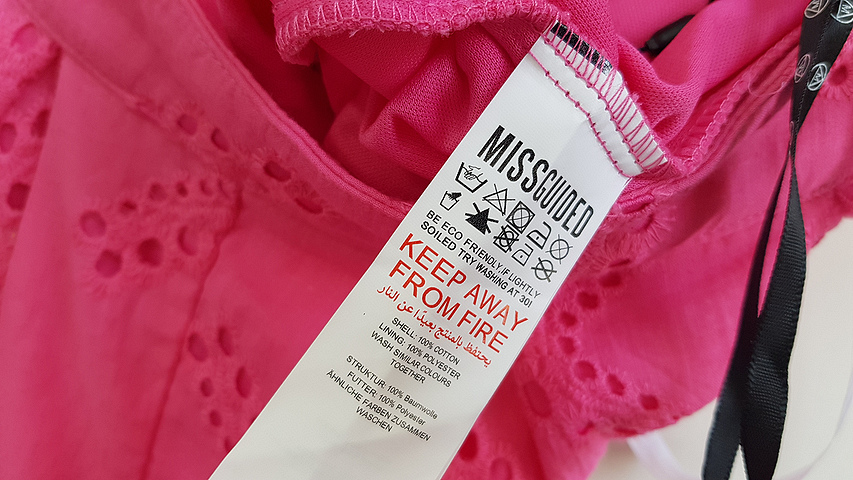 MISSGUIDED
BE ECO FRIENDLY, IF LIGHTLY
SOILED TRY WASHING AT 30!
KEEP AWAY
FROM FIRE
يحتفظ بالمنتج بعيدًا عن النار
SHELL: 100% COTTON
LINING: 100% POLYESTER
WASH SIMILAR COLOURS
TOGETHER
STRUKTUR: 100% Baumwolle
FUTTER: 100% Polyester
ÄHNLICHE FARBEN ZUSAMMEN
WASCHEN